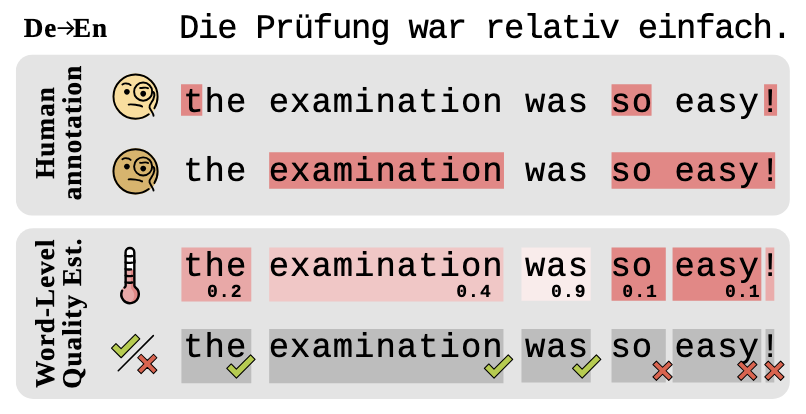 De→En Die Prüfung war relativ einfach.
Human annotation
the examination was so easy!
the examination was so easy!
Word-Level Quality Est.
the examination was so easy!
0.2 0.4 0.9 0.1 0.1
the examination was so easy!